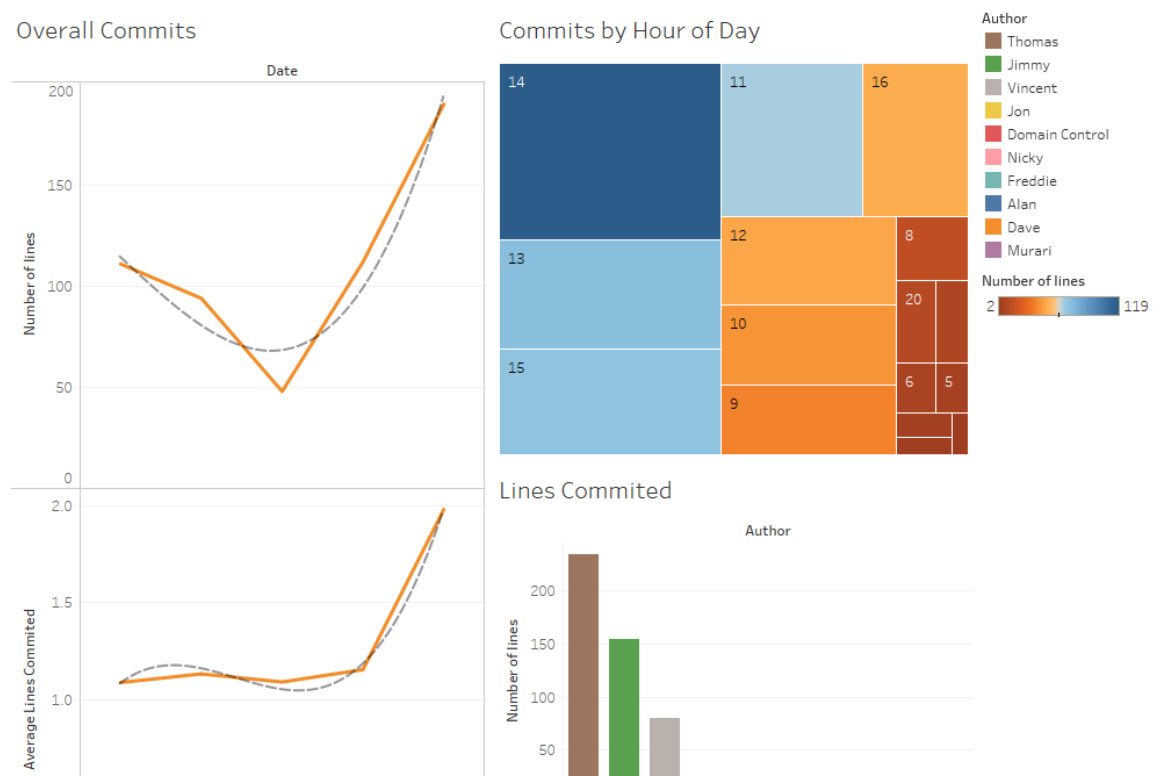 Overall Commits
Date
200
150
100
50
0
Number of lines
2.0
1.5
1.0
Average Lines Commited
Commits by Hour of Day
14
11
16
13
12
8
10
20
15
9
6
5
Lines Commited
Author
200
150
100
50
Number of lines
Author
Thomas
Jimmy
Vincent
Jon
Domain Control
Nicky
Freddie
Alan
Dave
Murari
Number of lines
2
119